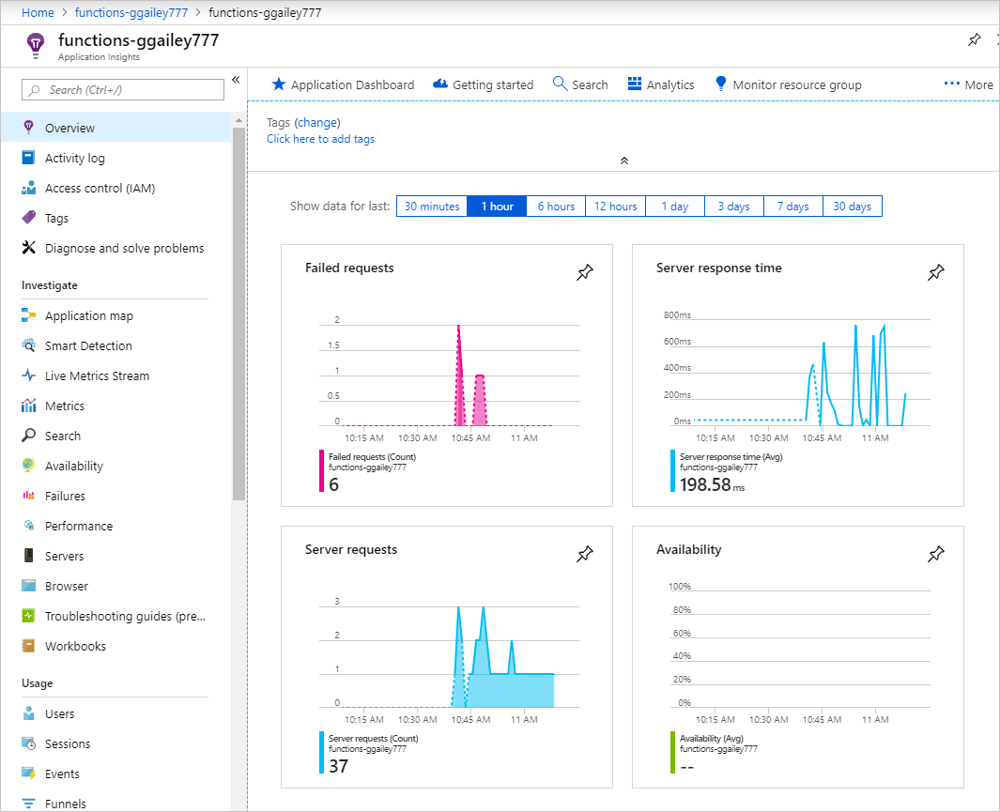 Home > functions-ggailey777 > functions-ggailey777
functions-ggailey777
Application Insights
Search (Ctrl+/)
Overview
Activity log
Access control (IAM)
Tags
Diagnose and solve problems
Investigate
Application map
Smart Detection
Live Metrics Stream
Metrics
Search
Availability
Failures
Performance
Servers
Browser
Troubleshooting guides (pre...
Workbooks
Usage
Users
Sessions
Events
Funnels
Application Dashboard Getting started Search Analytics Monitor resource group ... More
Tags (change)
Click here to add tags
Show data for last: 30 minutes 1 hour 6 hours 12 hours 1 day 3 days 7 days 30 days
Failed requests
2
1.5
1
0.5
0
10:15 AM 10:30 AM 10:45 AM 11 AM
Failed requests (Count)
functions-ggailey777
6
Server response time
800ms
600ms
400ms
200ms
0ms
10:15 AM 10:30 AM 10:45 AM 11 AM
Server response time (Avg)
functions-ggailey777
198.58 ms
Server requests
3
2
1
0
10:15 AM 10:30 AM 10:45 AM 11 AM
Server requests (Count)
functions-ggailey777
37
Availability
100%
80%
60%
40%
20%
0%
10:15 AM 10:30 AM 10:45 AM 11 AM
Availability (Avg)
functions-ggailey777
--